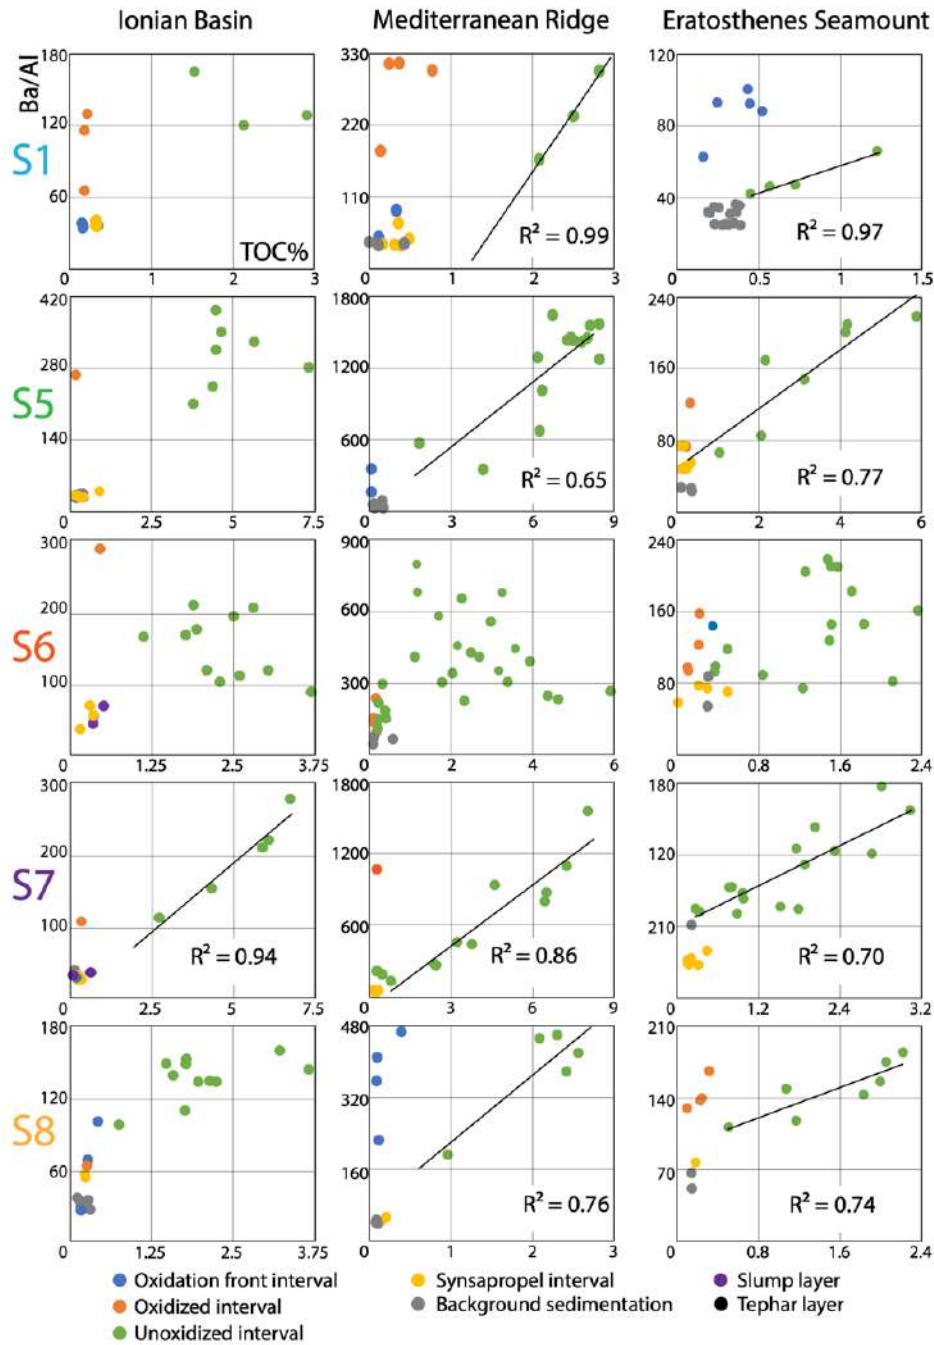 Ionian Basin Mediterranean Ridge Eratosthenes Seamount
Ba/Al
180 330 120
120 220 80
S1
60 110 40
TOC% R² = 0.99 R² = 0.97
0 1 2 3 0 1 2 3 0 0.5 1 1.5
420 1800 240
280 1200 160
S5
140 600 80
R² = 0.65 R² = 0.77
0 2.5 5 7.5 0 3 6 9 0 2 4 6
300 900 240
200 600 160
S6
100 300 80
0 1.25 2.5 3.75 0 2 4 6 0 0.8 1.6 2.4
300 1800 180
200 1200 120
S7
100 600 210
R² = 0.94 R² = 0.86 R² = 0.70
0 2.5 5 7.5 0 3 6 9 0 1.2 2.4 3.2
180 480 210
120 320 140
S8
60 160 70
R² = 0.76 R² = 0.74
0 1.25 2.5 3.75 0 1 2 3 0 0.8 1.6 2.4
Oxidation front interval Synsapropel interval Slump layer
Oxidized interval Background sedimentation Tephar layer
Unoxidized interval